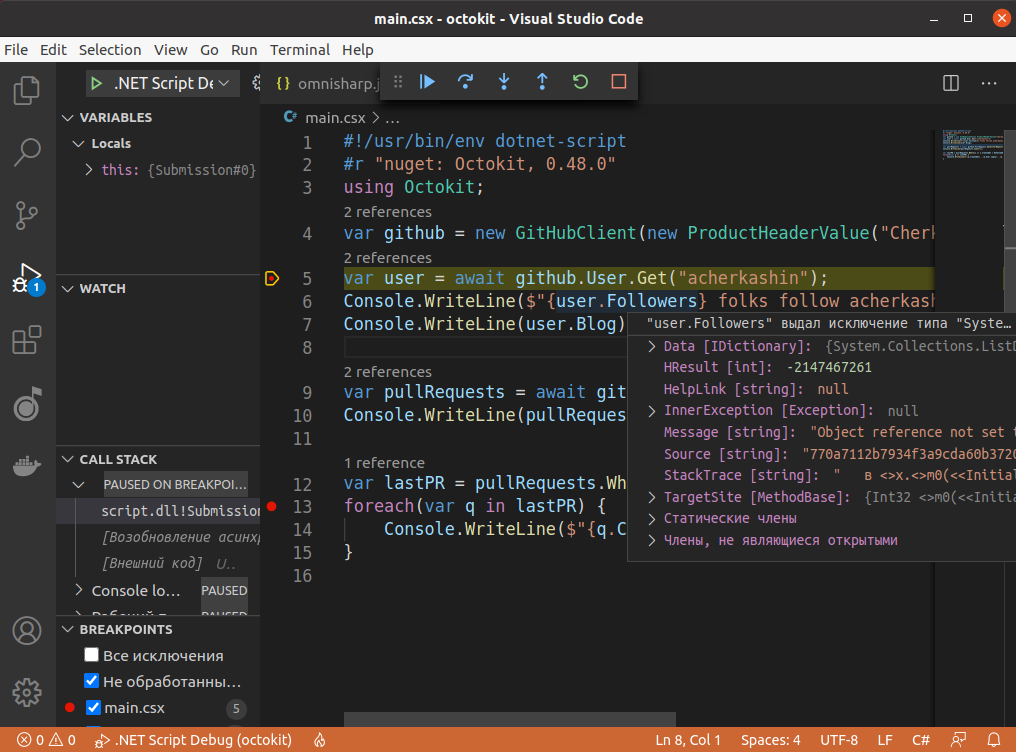 main.csx - octokit - Visual Studio Code
File Edit Selection View Go Run Terminal Help
.NET Script De
{} omnisharp.j
VARIABLES
Locals
this: {Submission#0}
WATCH
CALL STACK
PAUSED ON BREAKPOI...
script.dll!Submission
[Возобновление асинх
[Внешний код] U..
Console lo... PAUSED
PAUSED
BREAKPOINTS
Все исключения
Не обработанны...
main.csx 5
1
main.csx > ...
1 #!/usr/bin/env dotnet-script
2 #r "nuget: Octokit, 0.48.0"
3 using Octokit;
2 references
4 var github = new GitHubClient(new ProductHeaderValue("Cherk
2 references
5 var user = await github.User.Get("acherkashin");
6 Console.WriteLine($"{user.Followers} folks follow acherkash
7 Console.WriteLine(user.Blog)
8
2 references
9 var pullRequests = await git
10 Console.WriteLine(pullReques
11
1 reference
12 var lastPR = pullRequests.Wh
13 foreach(var q in lastPR) {
14 Console.WriteLine($"{q.C
15 }
16
"user.Followers" выдал исключение типа "Syste…
Data [IDictionary]: {System.Collections.ListD
HResult [int]: -2147467261
HelpLink [string]: null
InnerException [Exception]: null
Message [string]: "Object reference not set t
Source [string]: "770a7112b7934f3a9cda60b3720
StackTrace [string]: " в <>x.<>m0(<<Initial
TargetSite [MethodBase]: {Int32 <>m0(<<Initia
Статические члены
Члены, не являющиеся открытыми
0 0 .NET Script Debug (octokit) Ln 8, Col 1 Spaces: 4 UTF-8 LF C#